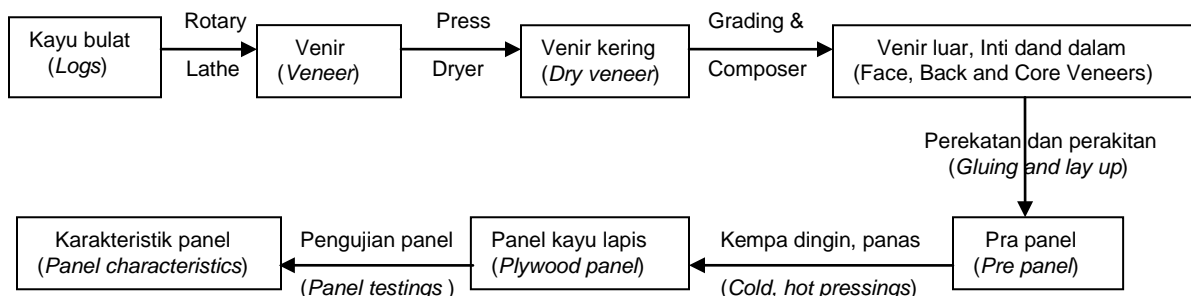 Kayu bulat
(Logs)
Rotary
Lathe
Venir
(Veneer)
Press
Dryer
Venir kering
(Dry veneer)
Grading &
Composer
Venir luar, Inti dand dalam
(Face, Back and Core Veneers)
Perekatan dan perakitan
(Gluing and lay up)
Pra panel
(Pre panel)
Kempa dingin, panas
(Cold, hot pressings)
Panel kayu lapis
(Plywood panel)
Pengujian panel
(Panel testings )
Karakteristik panel
(Panel characteristics)